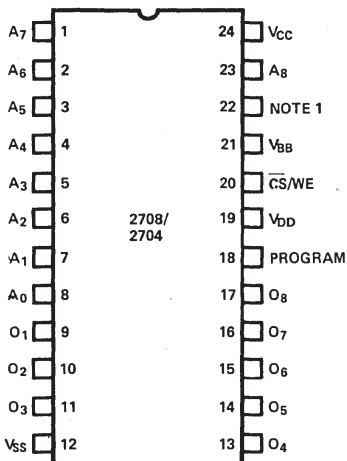 A7 1 24 VCC
A6 2 23 A8
A5 3 22 NOTE 1
A4 4 21 VBB
A3 5 20 C̅S̅/WE
A2 6 19 VDD
2708/
2704
A1 7 18 PROGRAM
A0 8 17 O8
O1 9 16 O7
O2 10 15 O6
O3 11 14 O5
VSS 12 13 O4